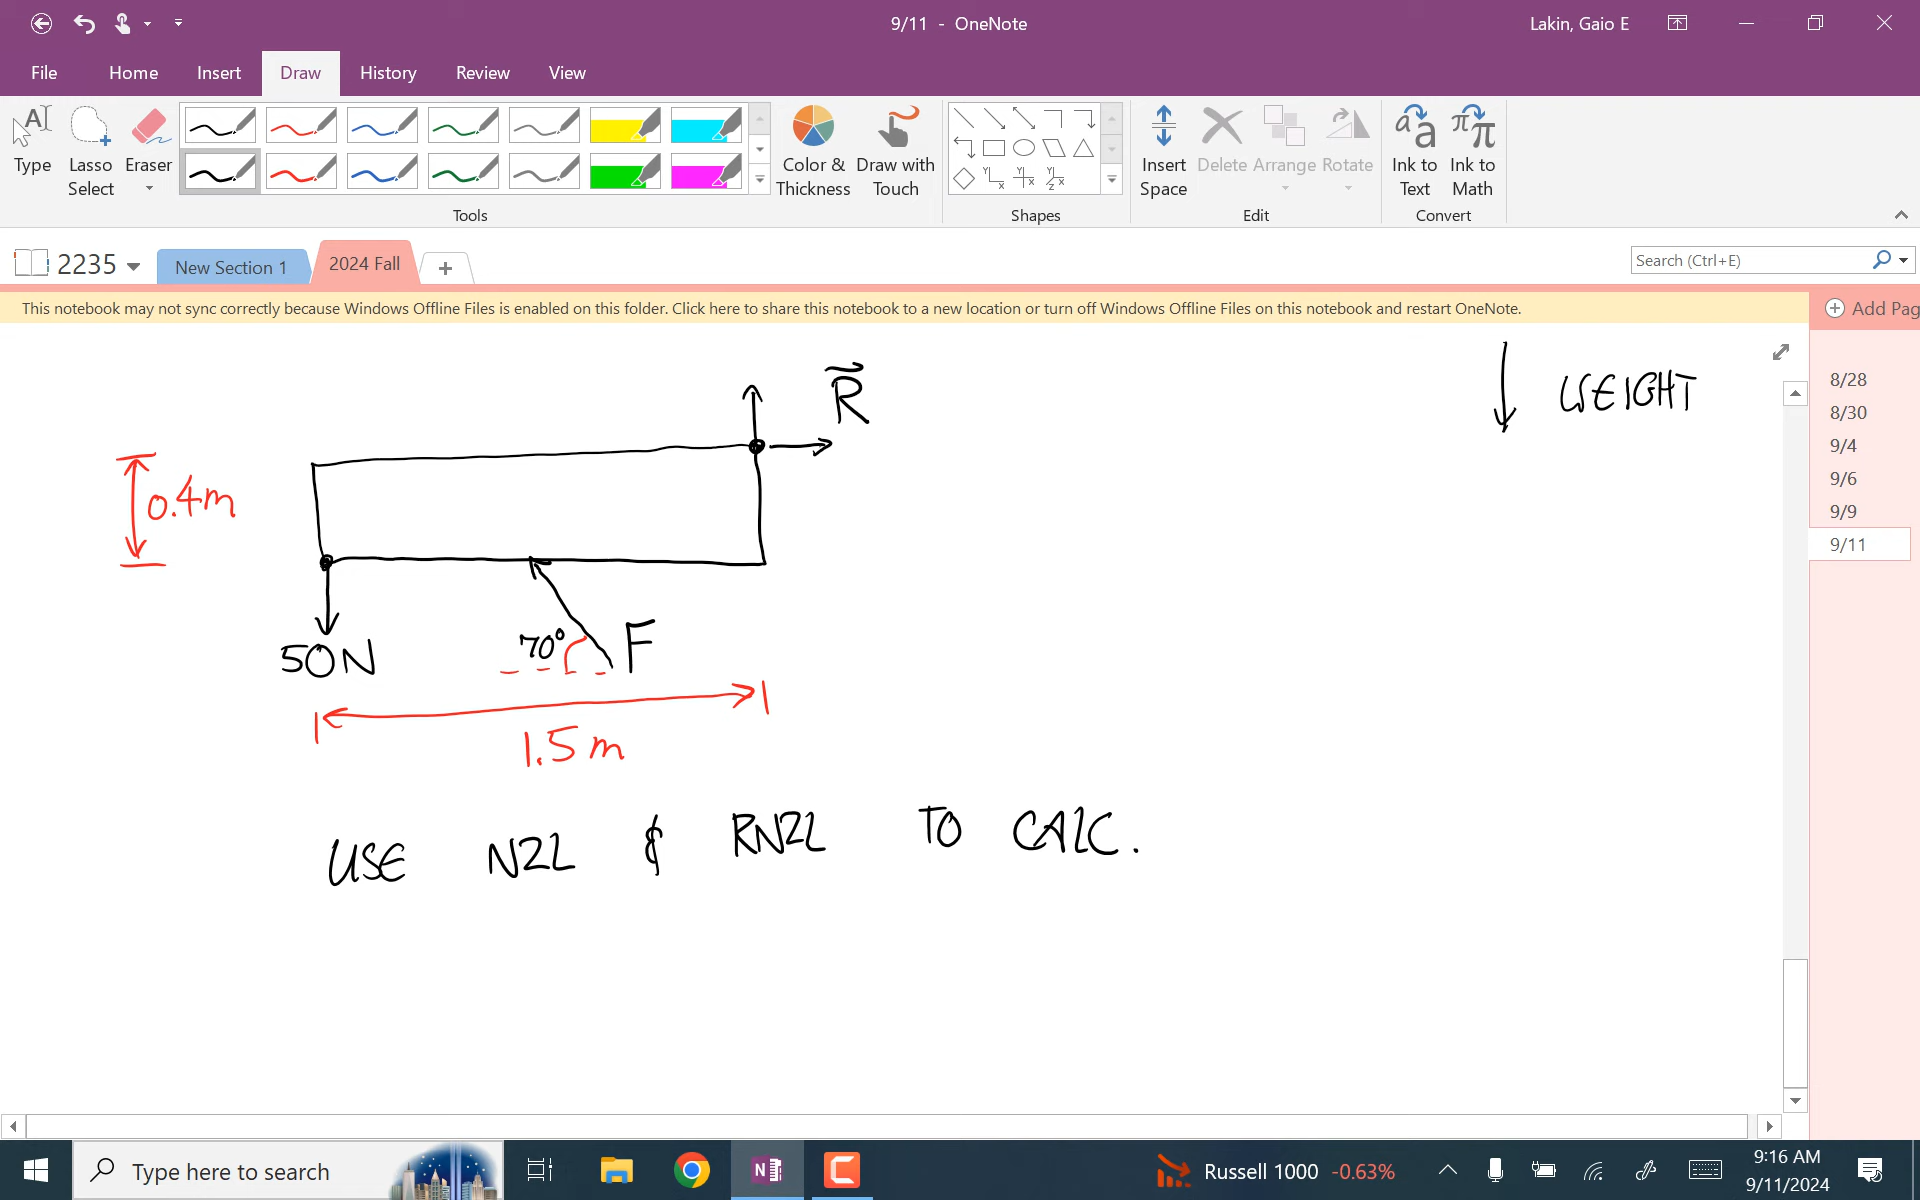 9/11 - OneNote
Lakin, Gaio E
File Home Insert Draw History Review View
Type
Lasso Select
Eraser
Color & Thickness
Draw with Touch
Insert Space
Delete
Arrange
Rotate
Ink to Text
Ink to Math
Tools
Shapes
Edit
Convert
2235
New Section 1
2024 Fall
Search (Ctrl+E)
This notebook may not sync correctly because Windows Offline Files is enabled on this folder. Click here to share this notebook to a new location or turn off Windows Offline Files on this notebook and restart OneNote.
Add Pag
8/28
8/30
9/4
9/6
9/9
9/11
R
WEIGHT
0.4m
50N
70°
F
1.5 m
USE N2L & RN2L TO CALC.
Type here to search
Russell 1000 -0.63%
9:16 AM
9/11/2024